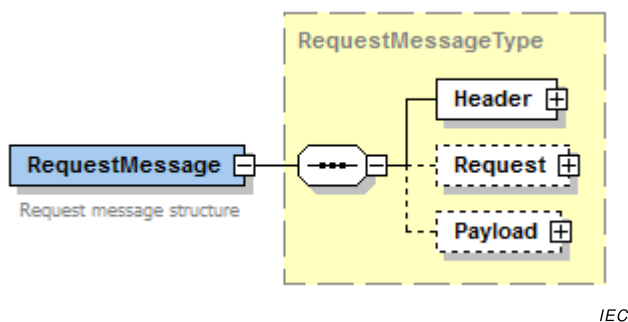 RequestMessageType
Header
RequestMessage
Request
Request message structure
Payload
IEC